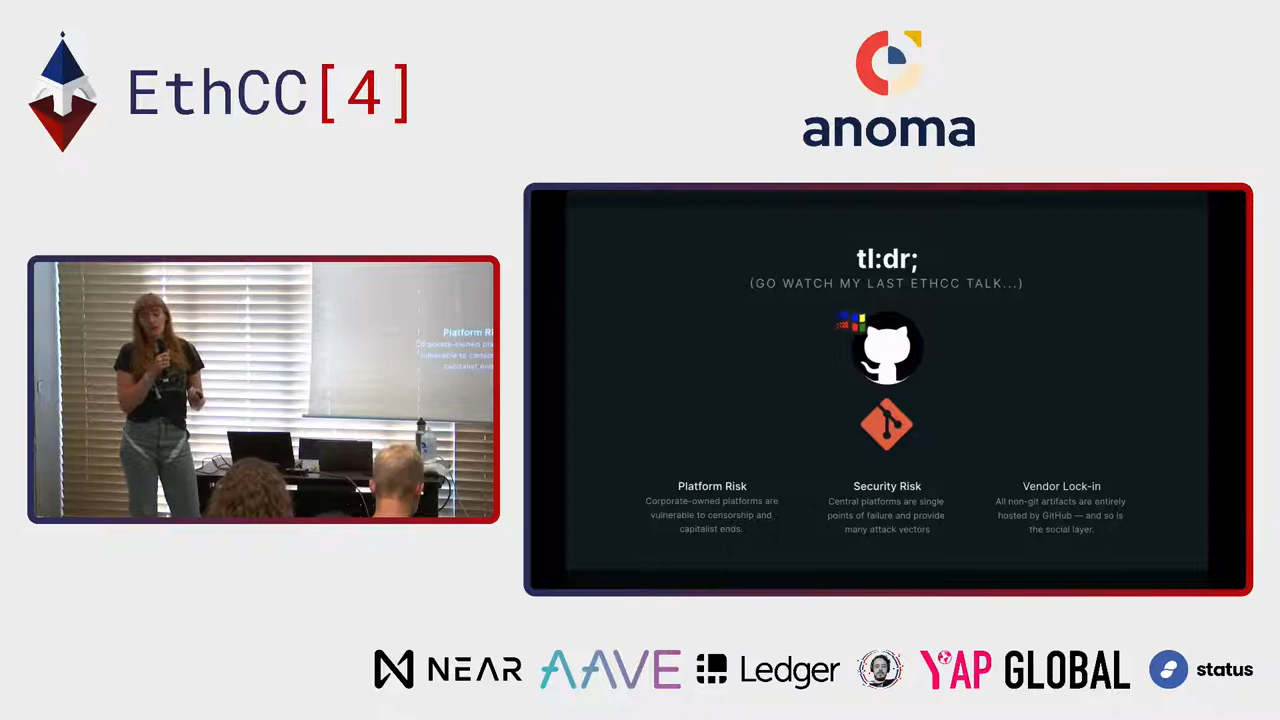 EthCC[4]
anoma
tl:dr;
(GO WATCH MY LAST ETHCC TALK...)
Platform Risk
Corporate-owned platforms are
vulnerable to censorship and
capitalist ends.
Security Risk
Central platforms are single
points of failure and provide
many attack vectors
Vendor Lock-in
All non-git artifacts are entirely
hosted by GitHub — and so is
the social layer.
Platform Ri
NEAR
AAVE
Ledger
YAP GLOBAL
status